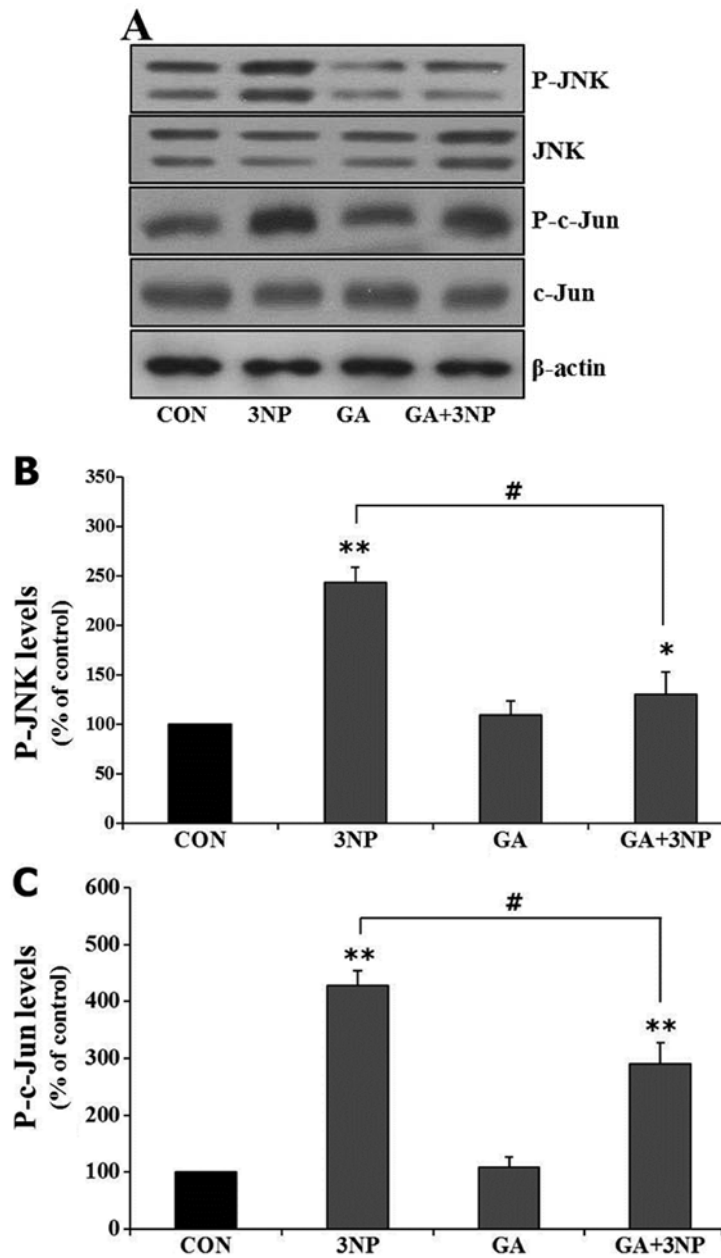 A
P-JNK
JNK
P-c-Jun
c-Jun
β-actin
CON 3NP GA GA+3NP
B
P-JNK levels
(% of control)
350
300
250
200
150
100
50
0
**
#
*
CON 3NP GA GA+3NP
C
P-c-Jun levels
(% of control)
600
500
400
300
200
100
0
**
#
**
CON 3NP GA GA+3NP